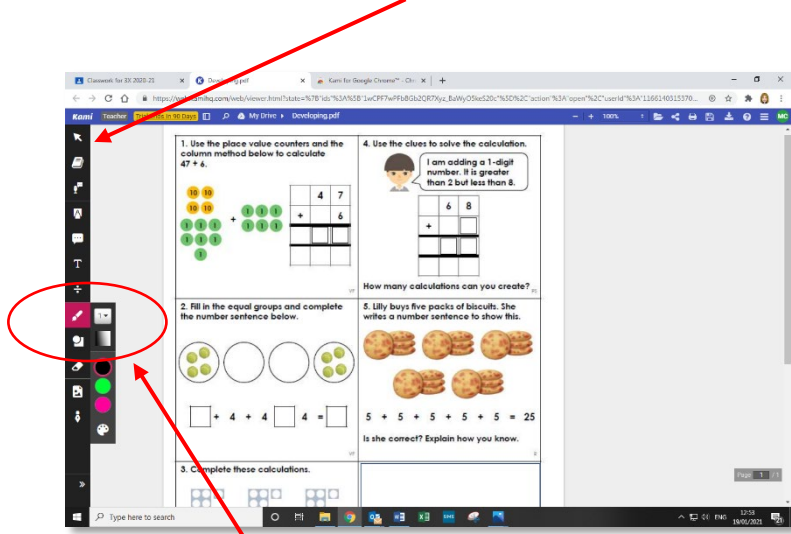 Classwork for 3X 2020-21
Kami for Google Chrome™ - Chr
Kami Teacher My Drive Developing.pdf 100% MC
1. Use the place value counters and the
column method below to calculate
47 + 6.
10 10
10 10
1 1 1
1 1 1
1
+
1 1 1
1 1 1
4 7
+ 6
4. Use the clues to solve the calculation.
I am adding a 1-digit
number. It is greater
than 2 but less than 8.
6 8
+
How many calculations can you create?
2. Fill in the equal groups and complete
the number sentence below.
+ 4 + 4 4 =
5. Lilly buys five packs of biscuits. She
writes a number sentence to show this.
5 + 5 + 5 + 5 + 5 = 25
Is she correct? Explain how you know.
3. Complete these calculations.
T
1
Page 1 / 1
Type here to search
ENG
12:53
19/01/2021